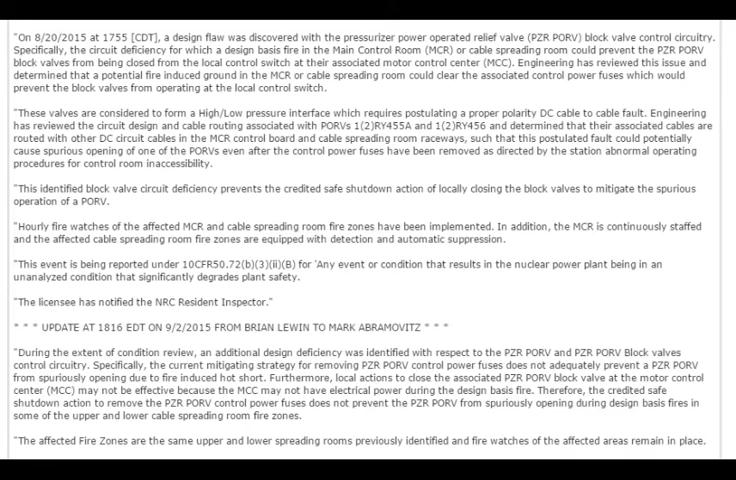 "On 8/20/2015 at 1755 [CDT], a design flaw was discovered with the pressurizer power operated relief valve (PZR PORV) block valve control circuitry.
Specifically, the circuit deficiency for which a design basis fire in the Main Control Room (MCR) or cable spreading room could prevent the PZR PORV
block valves from being closed from the local control switch at their associated motor control center (MCC). Engineering has reviewed this issue and
determined that a potential fire induced ground in the MCR or cable spreading room could clear the associated control power fuses which would
prevent the block valves from operating at the local control switch.
"These valves are considered to form a High/Low pressure interface which requires postulating a proper polarity DC cable to cable fault. Engineering
has reviewed the circuit design and cable routing associated with PORVs 1(2)RY455A and 1(2)RY456 and determined that their associated cables are
routed with other DC circuit cables in the MCR control board and cable spreading room raceways, such that this postulated fault could potentially
cause spurious opening of one of the PORVs even after the control power fuses have been removed as directed by the station abnormal operating
procedures for control room inaccessibility.
"This identified block valve circuit deficiency prevents the credited safe shutdown action of locally closing the block valves to mitigate the spurious
operation of a PORV.
"Hourly fire watches of the affected MCR and cable spreading room fire zones have been implemented. In addition, the MCR is continuously staffed
and the affected cable spreading room fire zones are equipped with detection and automatic suppression.
"This event is being reported under 10CFR50.72(b)(3)(ii)(B) for 'Any event or condition that results in the nuclear power plant being in an
unanalyzed condition that significantly degrades plant safety.
"The licensee has notified the NRC Resident Inspector."
* * * UPDATE AT 1816 EDT ON 9/2/2015 FROM BRIAN LEWIN TO MARK ABRAMOVITZ * * *
"During the extent of condition review, an additional design deficiency was identified with respect to the PZR PORV and PZR PORV Block valves
control circuitry. Specifically, the current mitigating strategy for removing PZR PORV control power fuses does not adequately prevent a PZR PORV
from spuriously opening due to fire induced hot short. Furthermore, local actions to close the associated PZR PORV block valve at the motor control
center (MCC) may not be effective because the MCC may not have electrical power during the design basis fire. Therefore, the credited safe
shutdown action to remove the PZR PORV control power fuses does not prevent the PZR PORV from spuriously opening during design basis fires in
some of the upper and lower cable spreading room fire zones.
"The affected Fire Zones are the same upper and lower spreading rooms previously identified and fire watches of the affected areas remain in place.